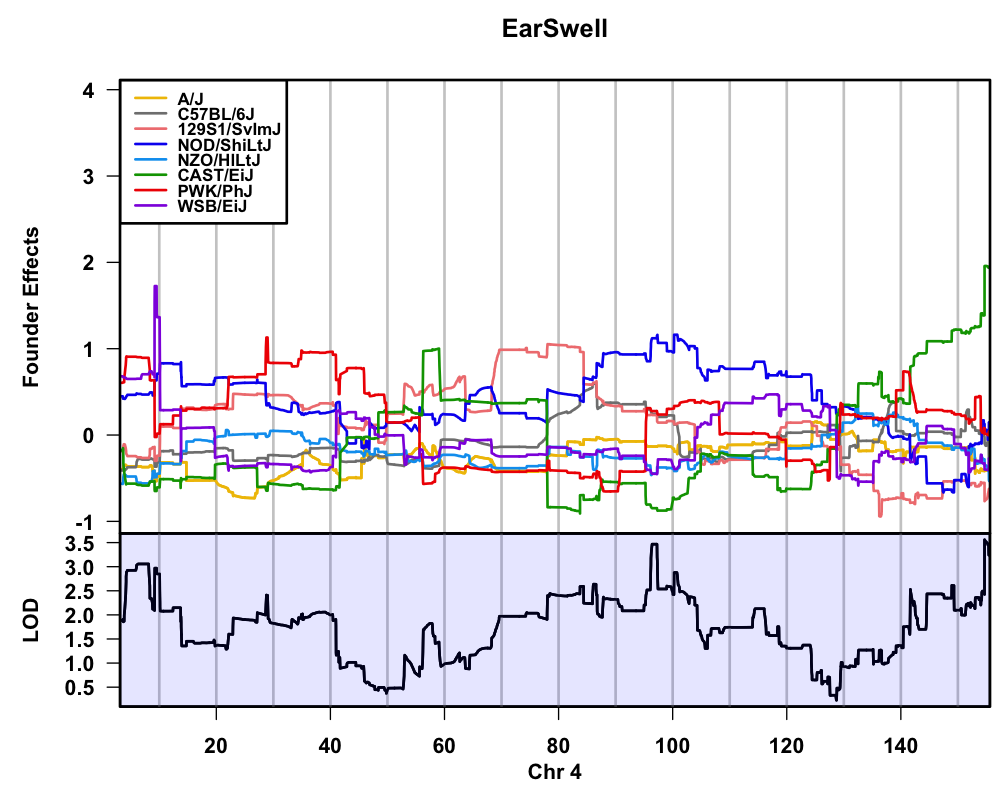 EarSwell
Founder Effects
4
3
2
1
0
-1
A/J
C57BL/6J
129S1/SvImJ
NOD/ShiLtJ
NZO/HILtJ
CAST/EiJ
PWK/PhJ
WSB/EiJ
LOD
3.5
3.0
2.5
2.0
1.5
1.0
0.5
20 40 60 80 100 120 140
Chr 4